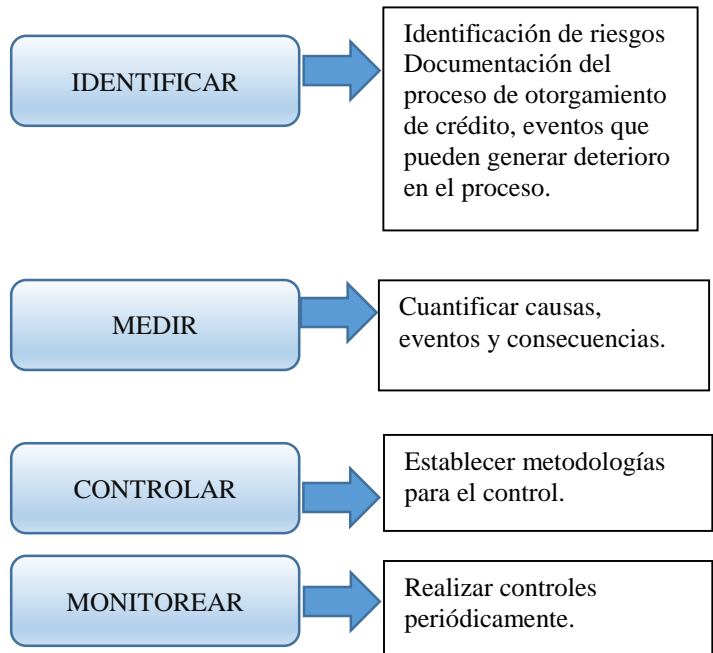 IDENTIFICAR
Identificación de riesgos
Documentación del
proceso de otorgamiento
de crédito, eventos que
pueden generar deterioro
en el proceso.
MEDIR
Cuantificar causas,
eventos y consecuencias.
CONTROLAR
Establecer metodologías
para el control.
MONITOREAR
Realizar controles
periódicamente.